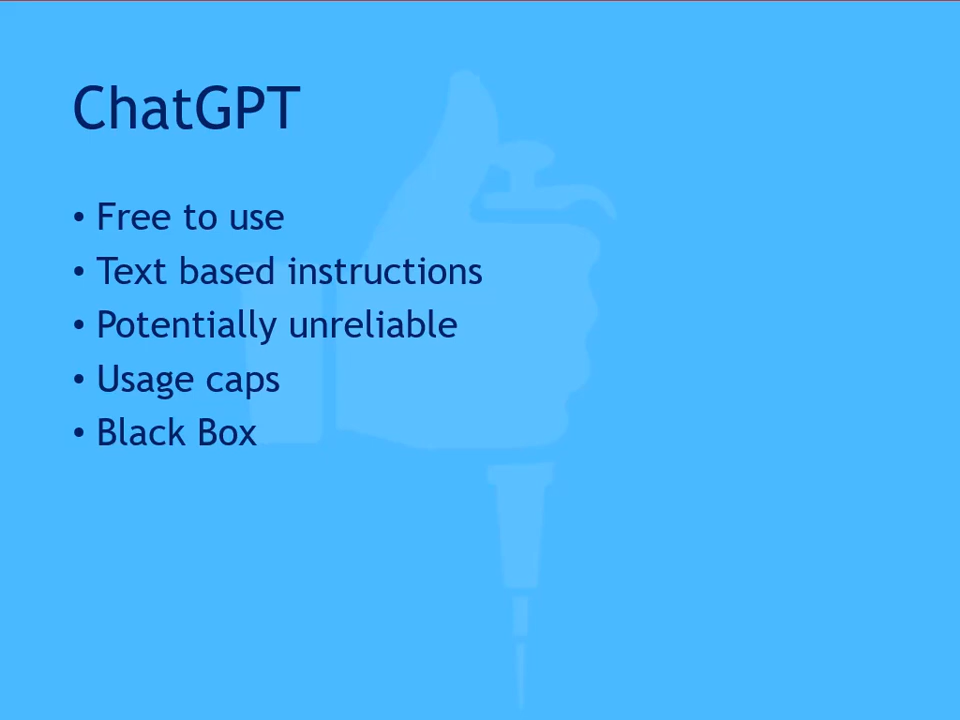 ChatGPT
• Free to use
• Text based instructions
• Potentially unreliable
• Usage caps
• Black Box